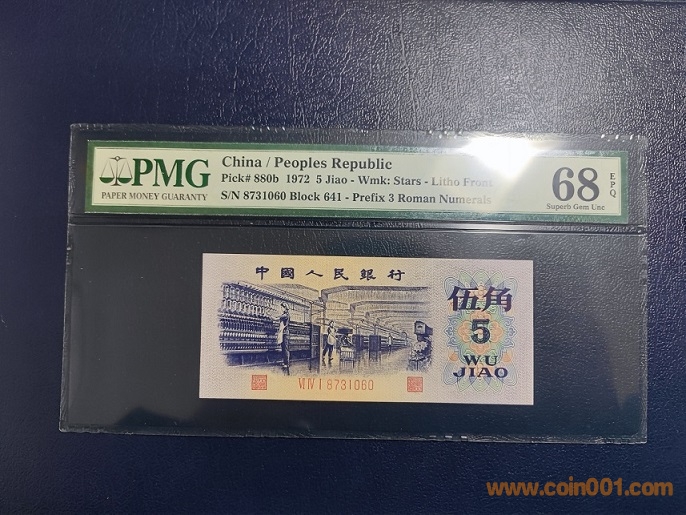 PMG
PAPER MONEY GUARANTY
China / Peoples Republic
Pick# 880b 1972 5 Jiao - Wmk: Stars - Litho Front
S/N 8731060 Block 641 - Prefix 3 Roman Numerals
68 EPQ
Superb Gem Unc
中國人民銀行
伍角
5
WU
JIAO
VI IV I 8731060
www.coin001.com